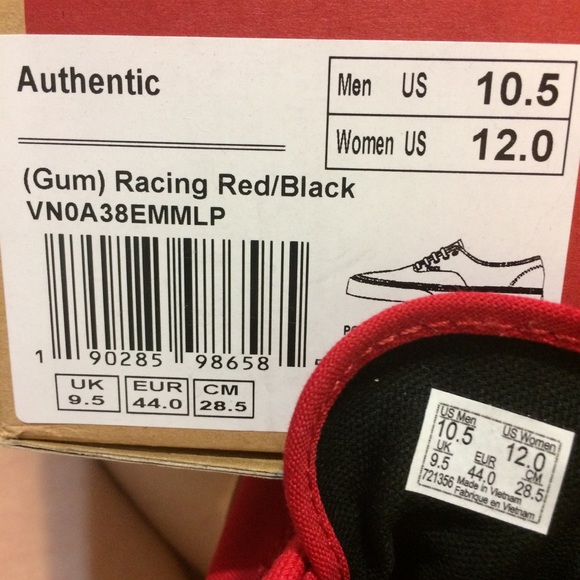 Authentic
Men US 10.5
Women US 12.0
(Gum) Racing Red/Black
VN0A38EMMLP
1 90285 98658
UK EUR CM
9.5 44.0 28.5
US Men US Women
10.5 12.0
UK EUR CM
9.5 44.0 28.5
721356 Made in Vietnam
Fabrique en Vietnam